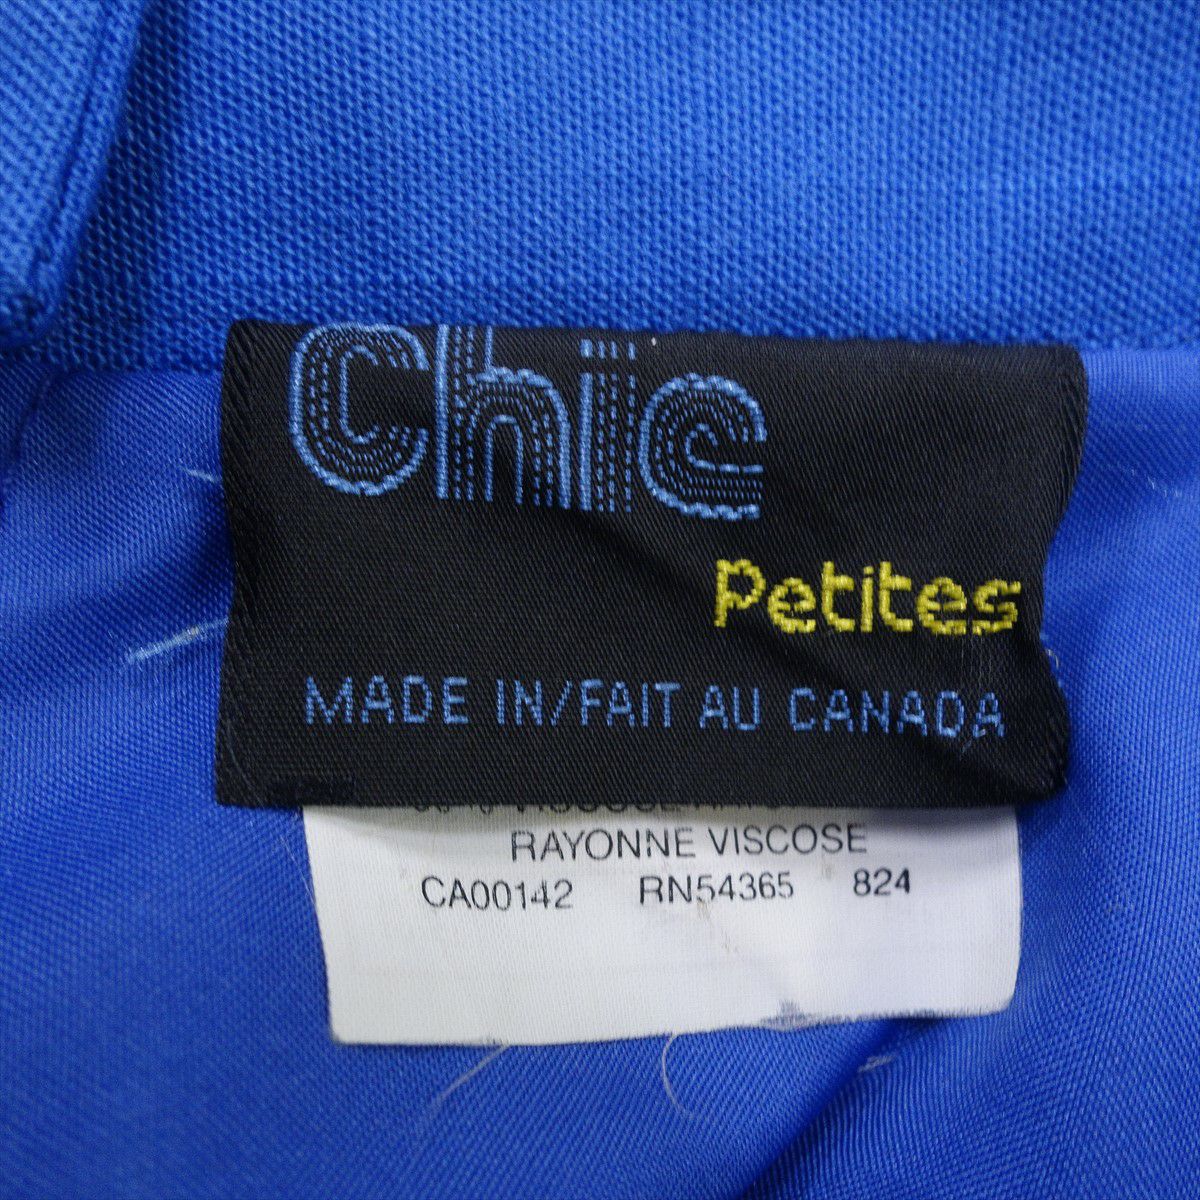 Chic
Petites
MADE IN/FAIT AU CANADA
RAYONNE VISCOSE
CA00142 RN54365 824